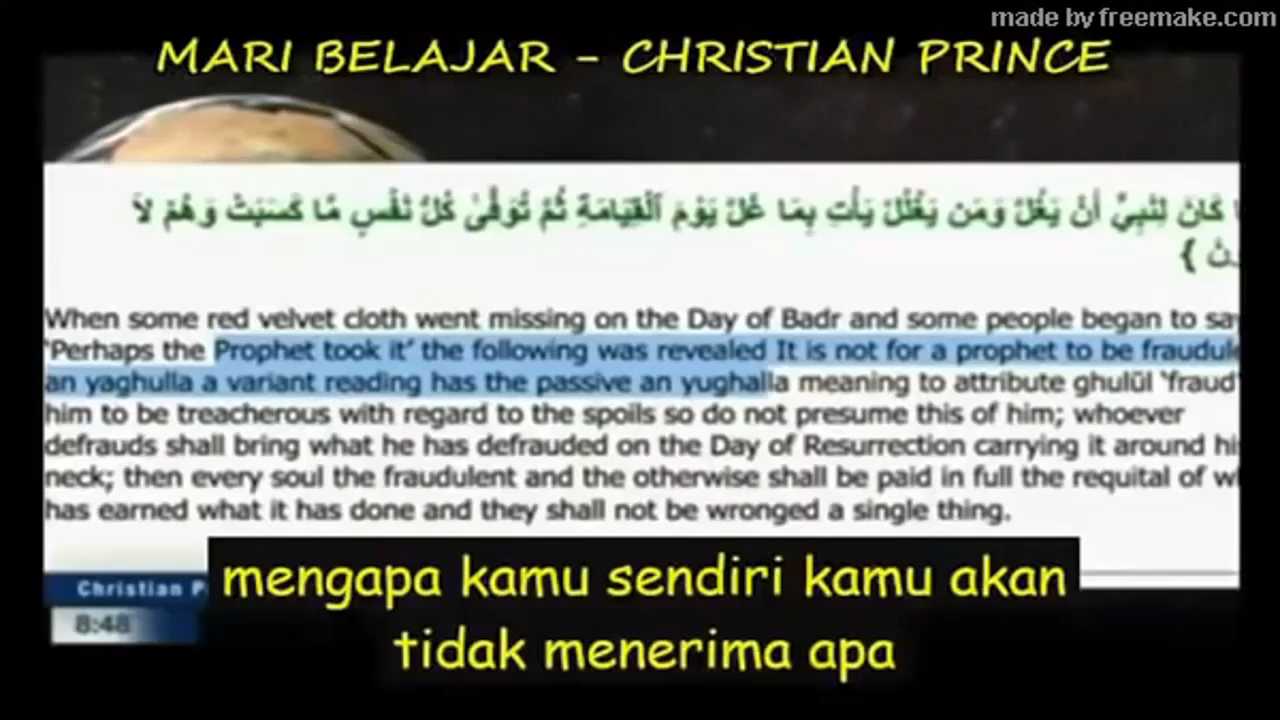 made by freemake.com
MARI BELAJAR - CHRISTIAN PRINCE
كَانَ لِنَبِيٍّ أَنْ يَغُلَّ وَمَن يَغْلُلْ يَأْتِ بِمَا غَلَّ يَوْمَ ٱلْقِيَامَةِ ثُمَّ تُوَفَّىٰ كُلُّ نَفْسٍ مَّا كَسَبَتْ وَهُمْ لاَ
}
When some red velvet cloth went missing on the Day of Badr and some people began to sa
'Perhaps the Prophet took it' the following was revealed It is not for a prophet to be fraudul
an yaghulla a variant reading has the passive an yughalla meaning to attribute ghulūl 'fraud'
him to be treacherous with regard to the spoils so do not presume this of him; whoever
defrauds shall bring what he has defrauded on the Day of Resurrection carrying it around hi
neck; then every soul the fraudulent and the otherwise shall be paid in full the requital of w
has earned what it has done and they shall not be wronged a single thing.
Christian P
8:48
mengapa kamu sendiri kamu akan
tidak menerima apa